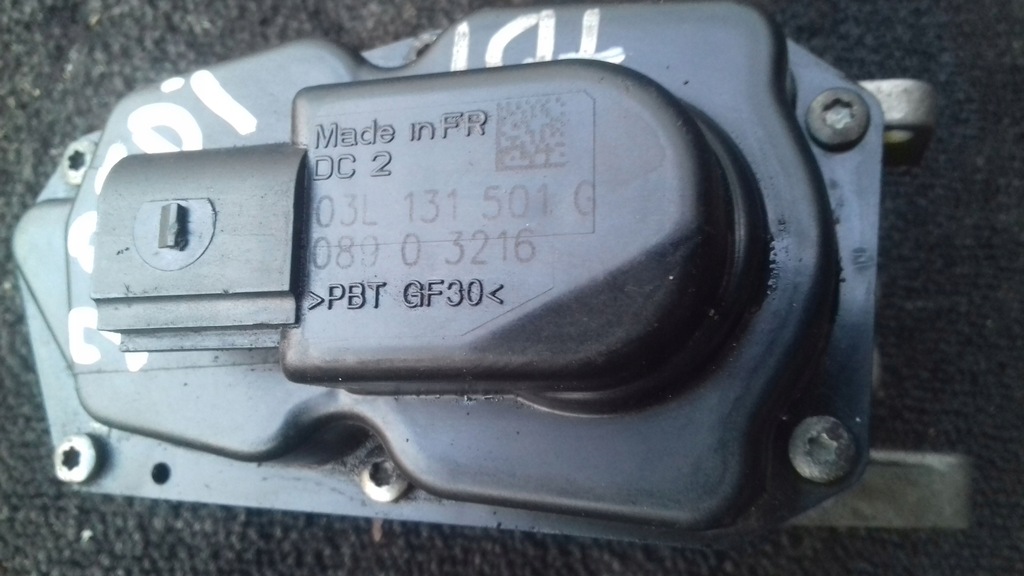 TDI
Made in FR
DC 2
03L 131 501 G
089 0 3216
>PBT GF30<